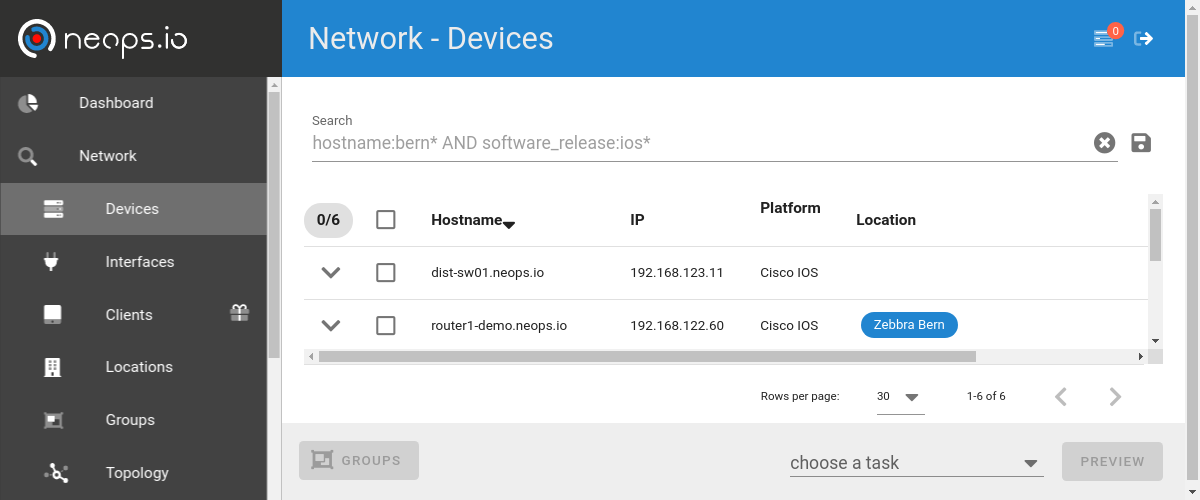 neops.io
Network - Devices
0
Dashboard
Network
Devices
Interfaces
Clients
Locations
Groups
Topology
Search
hostname:bern* AND software_release:ios*
0/6 Hostname IP Platform Location
dist-sw01.neops.io 192.168.123.11 Cisco IOS
router1-demo.neops.io 192.168.122.60 Cisco IOS Zebbra Bern
Rows per page: 30 1-6 of 6
GROUPS choose a task PREVIEW